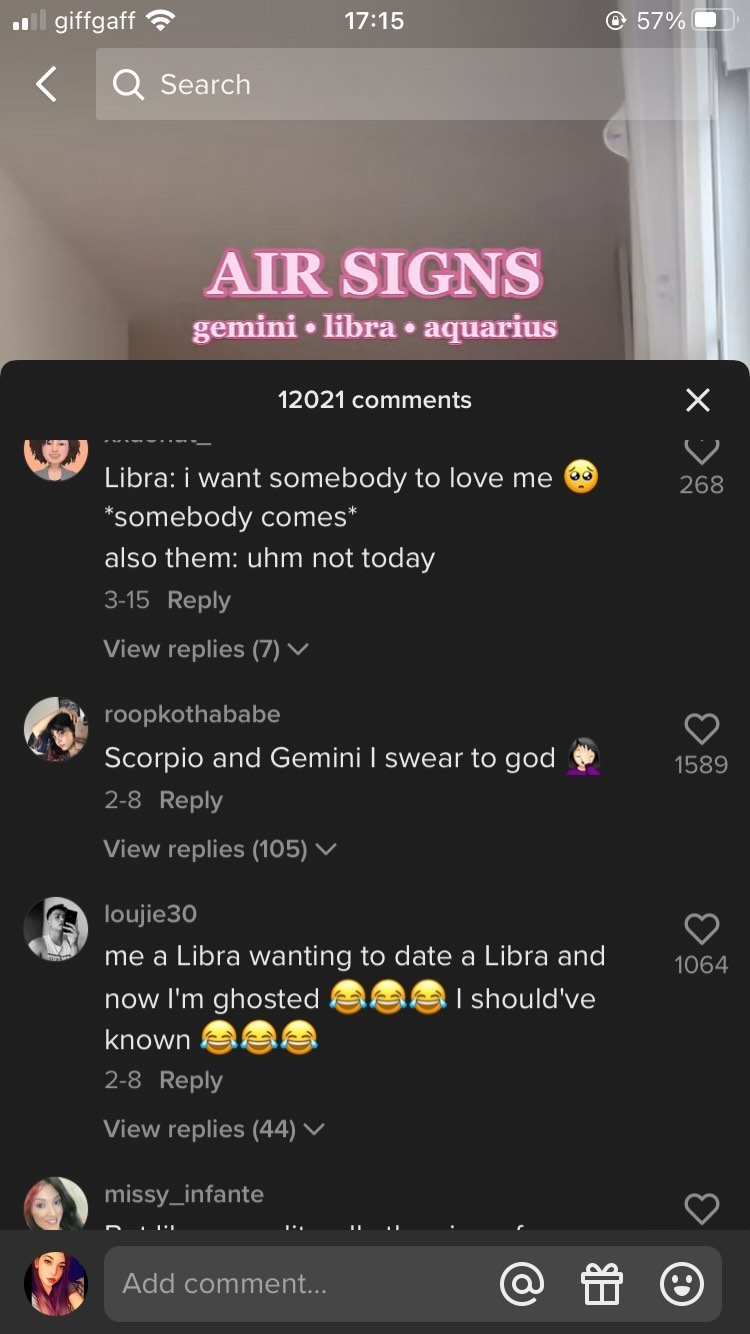 giffgaff 17:15 57%
Search
AIR SIGNS
gemini • libra • aquarius
12021 comments
Libra: i want somebody to love me 🥺
268
*somebody comes*
also them: uhm not today
3-15 Reply
View replies (7)
roopkothababe
Scorpio and Gemini I swear to god 🤦🏻‍♀️
1589
2-8 Reply
View replies (105)
loujie30
me a Libra wanting to date a Libra and
1064
now I'm ghosted 😂😂😂 I should've
known 😂😂😂
2-8 Reply
View replies (44)
missy_infante
Add comment...